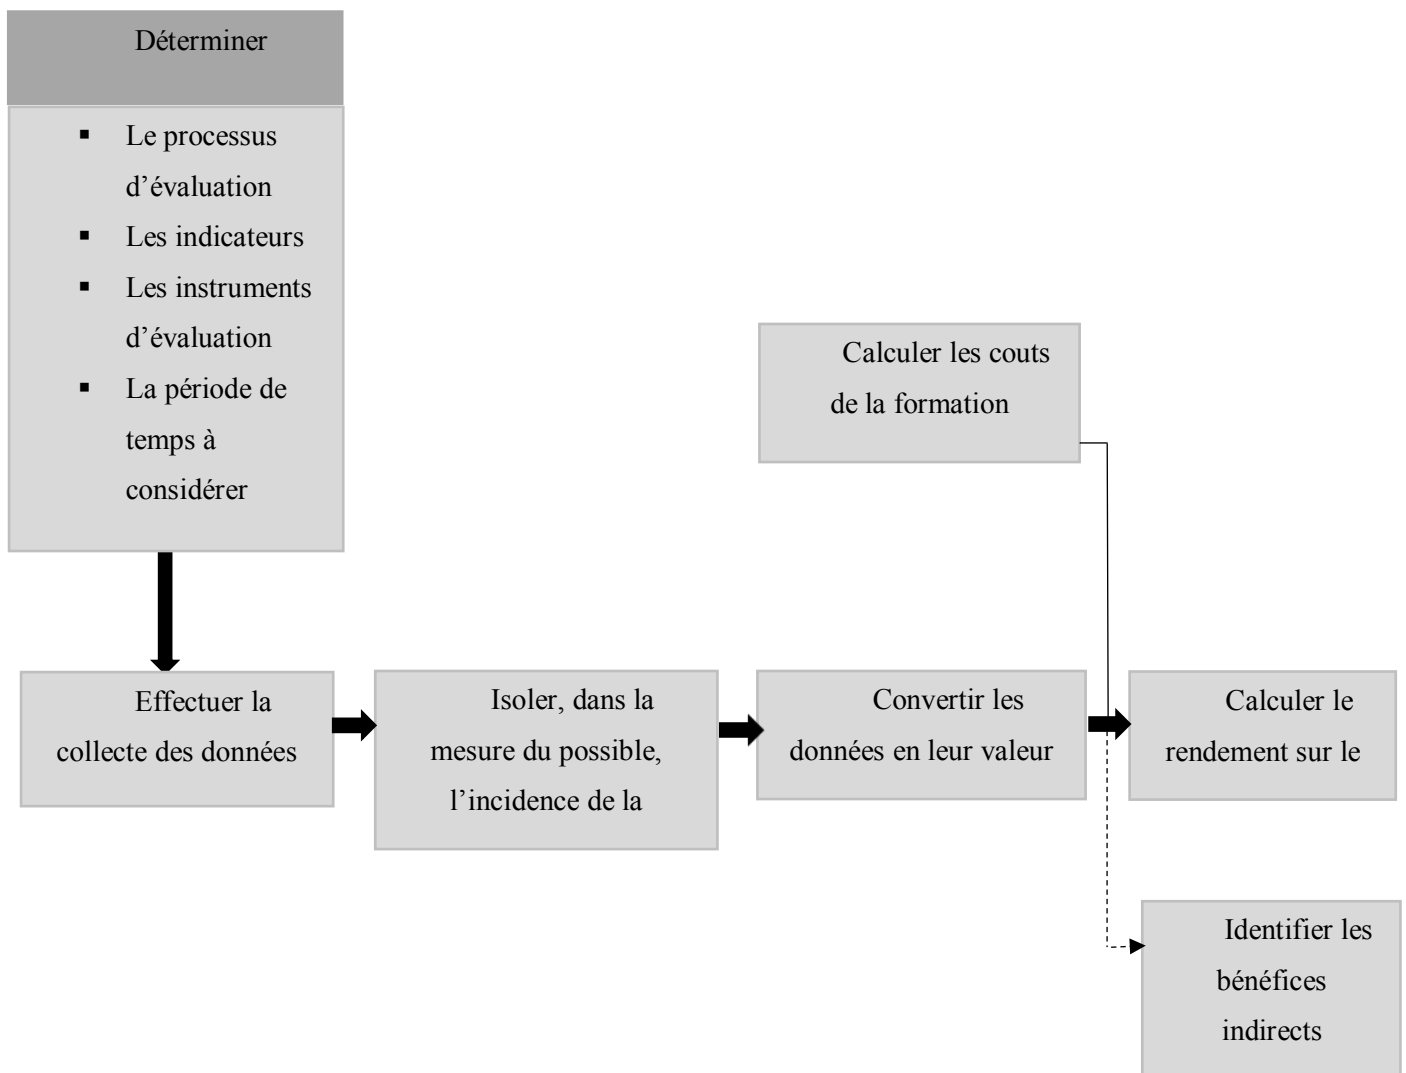 Déterminer
▪ Le processus
d’évaluation
▪ Les indicateurs
▪ Les instruments
d’évaluation
▪ La période de
temps à
considérer
Calculer les couts
de la formation
Effectuer la
collecte des données
Isoler, dans la
mesure du possible,
l’incidence de la
Convertir les
données en leur valeur
Calculer le
rendement sur le
Identifier les
bénéfices
indirects